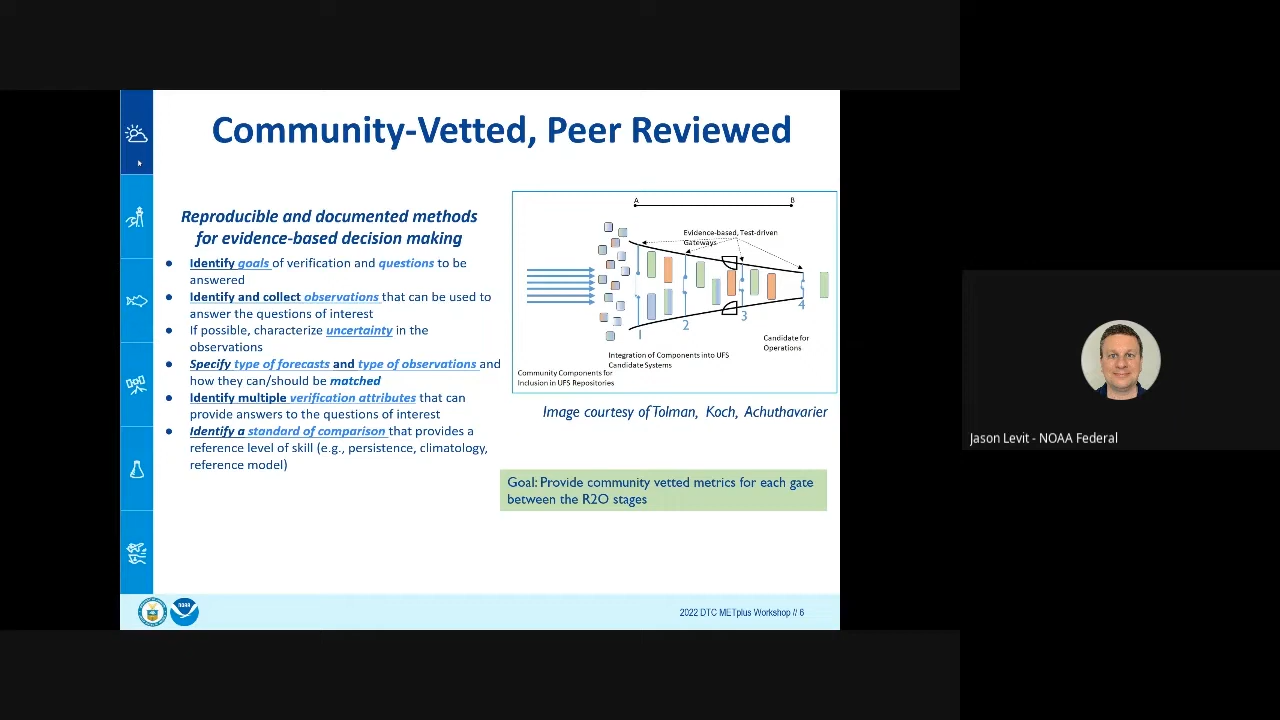 Community-Vetted, Peer Reviewed
Reproducible and documented methods
for evidence-based decision making
● Identify goals of verification and questions to be
answered
● Identify and collect observations that can be used to
answer the questions of interest
● If possible, characterize uncertainty in the
observations
● Specify type of forecasts and type of observations and
how they can/should be matched
● Identify multiple verification attributes that can
provide answers to the questions of interest
● Identify a standard of comparison that provides a
reference level of skill (e.g., persistence, climatology,
reference model)
A
B
Evidence-based, Test-driven
Gateways
1
2
3
4
Candidate for
Operations
Integration of Components into UFS
Candidate Systems
Community Components for
Inclusion in UFS Repositories
Image courtesy of Tolman, Koch, Achuthavarier
Goal: Provide community vetted metrics for each gate
between the R2O stages
NOAA
2022 DTC METplus Workshop // 6
Jason Levit - NOAA Federal